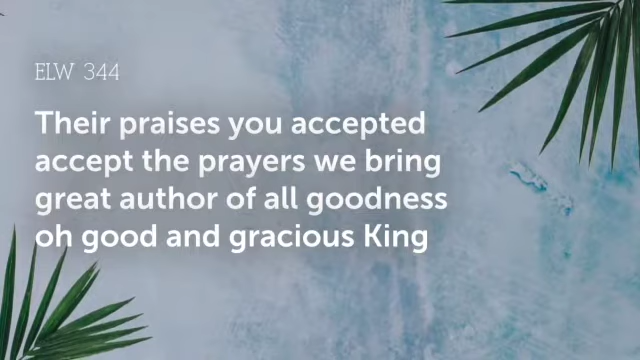 ELW 344
Their praises you accepted
accept the prayers we bring
great author of all goodness
oh good and gracious King